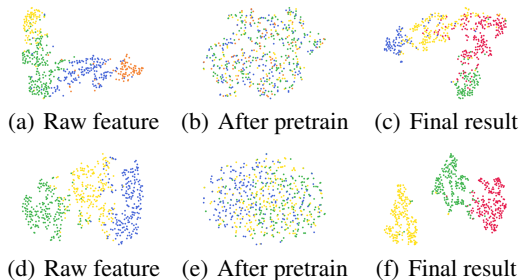 (a) Raw feature (b) After pretrain (c) Final result
(d) Raw feature (e) After pretrain (f) Final result